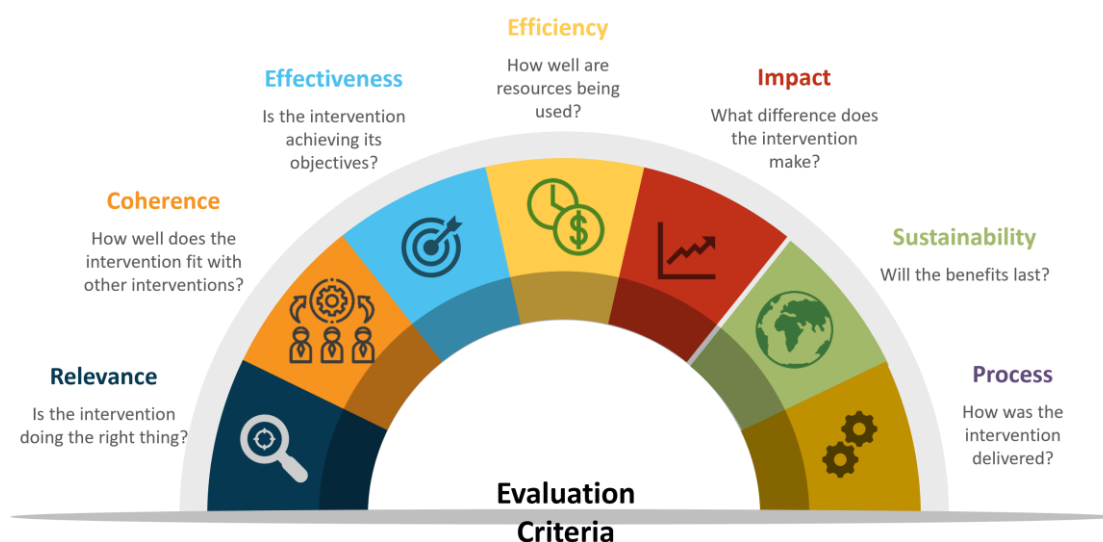 Efficiency
How well are
resources being
used?
Effectiveness
Is the intervention
achieving its
objectives?
Impact
What difference does
the intervention
make?
Coherence
How well does the
intervention fit with
other interventions?
$
Sustainability
Will the benefits last?
Relevance
Is the intervention
doing the right thing?
Process
How was the
intervention
delivered?
Evaluation
Criteria